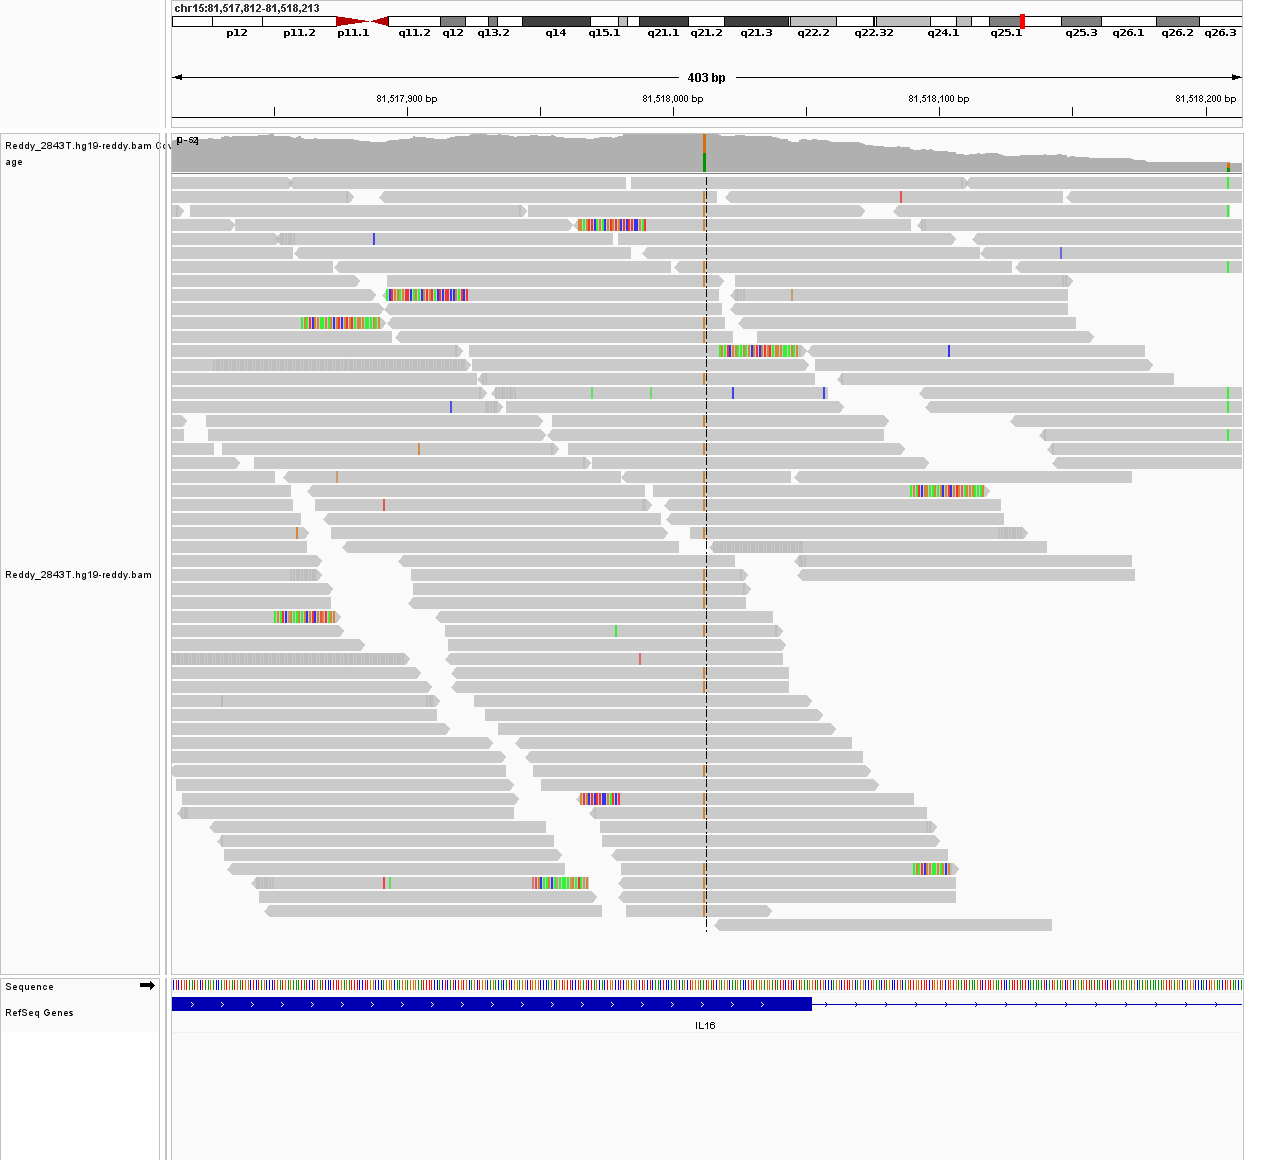 chr15:81,517,812-81,518,213
p12 p11.2 p11.1 q11.2 q12 q13.2 q14 q15.1 q21.1 q21.2 q21.3 q22.2 q22.32 q24.1 q25.1 q25.3 q26.1 q26.2 q26.3
403 bp
81,517,900 bp 81,518,000 bp 81,518,100 bp 81,518,200 bp
Reddy_2843T.hg19-reddy.bam Cov
age
Reddy_2843T.hg19-reddy.bam
Sequence
RefSeq Genes
IL16